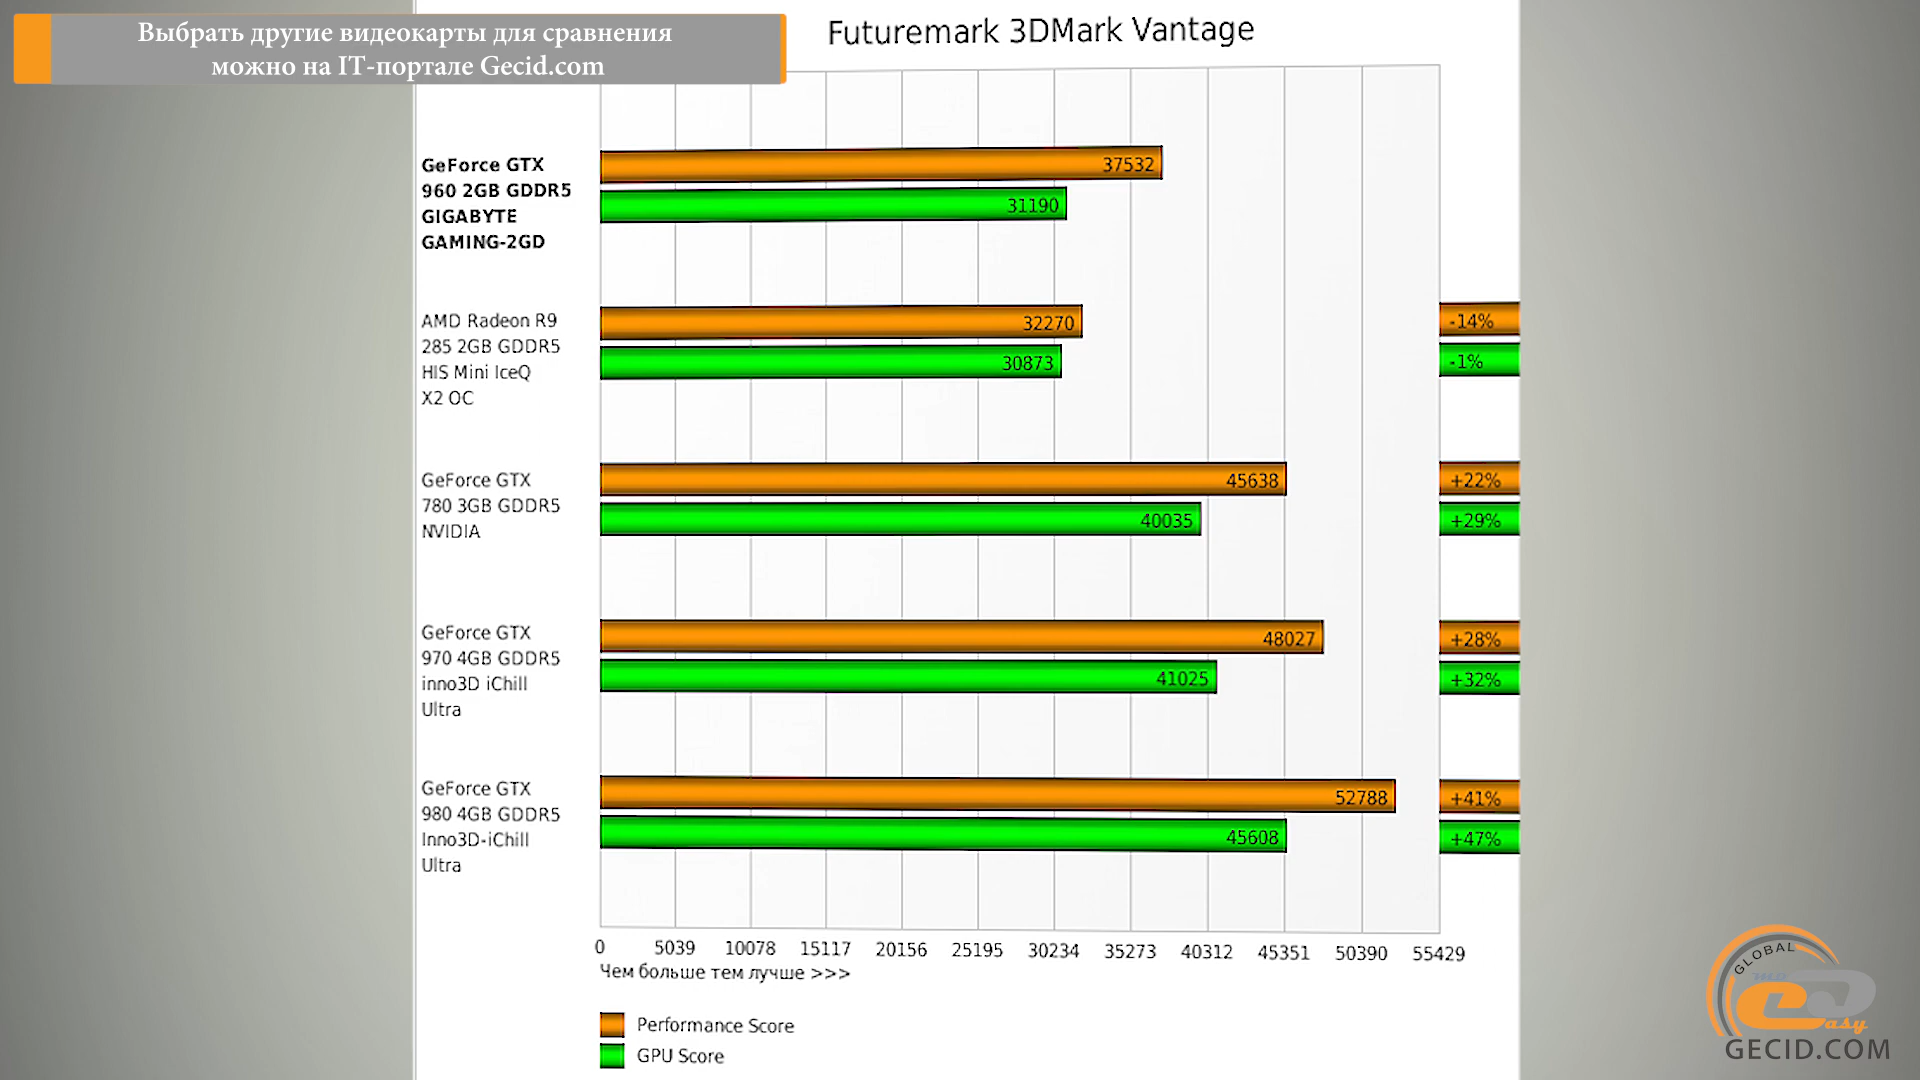 Выбрать другие видеокарты для сравнения
можно на IT-портале Gecid.com
Futuremark 3DMark Vantage
GeForce GTX
960 2GB GDDR5
GIGABYTE
GAMING-2GD
37532
31190
AMD Radeon R9
285 2GB GDDR5
HIS Mini IceQ
X2 OC
32270
30873
-14%
-1%
GeForce GTX
780 3GB GDDR5
NVIDIA
45638
40035
+22%
+29%
GeForce GTX
970 4GB GDDR5
inno3D iChill
Ultra
48027
41025
+28%
+32%
GeForce GTX
980 4GB GDDR5
Inno3D-iChill
Ultra
52788
45608
+41%
+47%
0 5039 10078 15117 20156 25195 30234 35273 40312 45351 50390 55429
Чем больше тем лучше >>>
Performance Score
GPU Score
GLOBAL
easy
GECID.COM